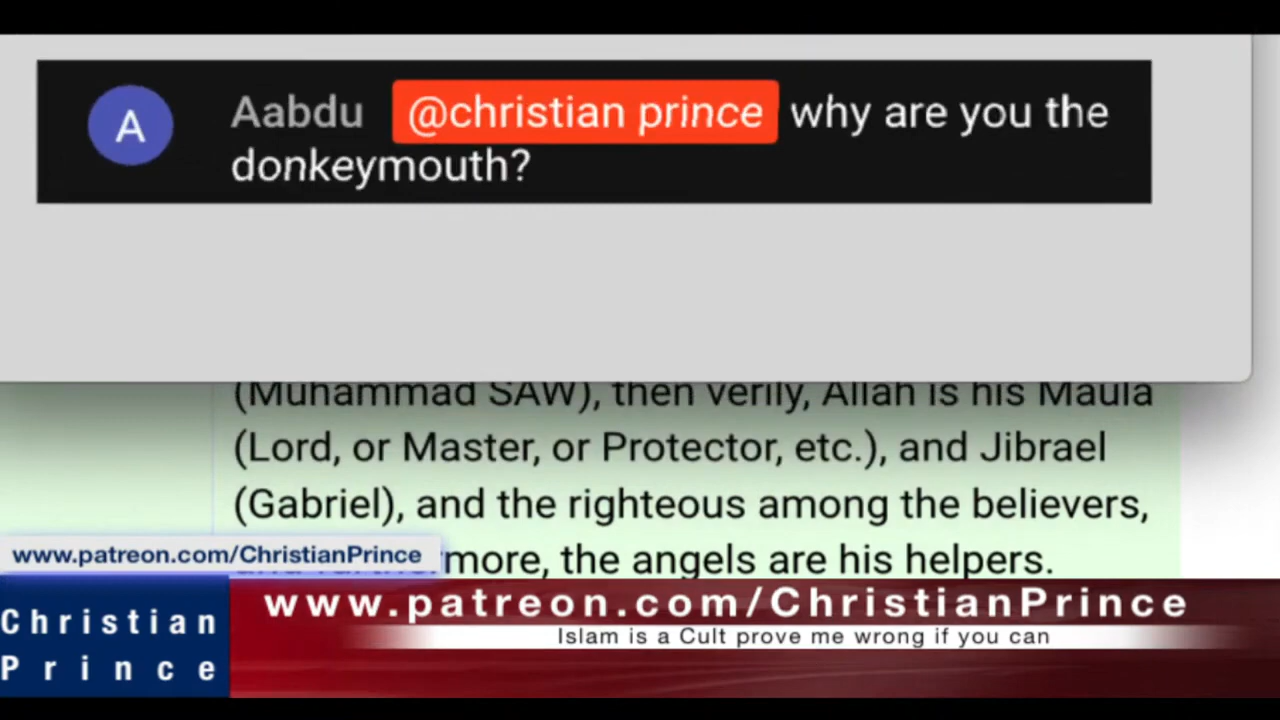 A
Aabdu @christian prince why are you the
donkeymouth?
(Muhammad SAW), then verily, Allah is his Maula
(Lord, or Master, or Protector, etc.), and Jibrael
(Gabriel), and the righteous among the believers,
and furthermore, the angels are his helpers.
www.patreon.com/ChristianPrince
Christian
Prince
www.patreon.com/ChristianPrince
Islam is a Cult prove me wrong if you can